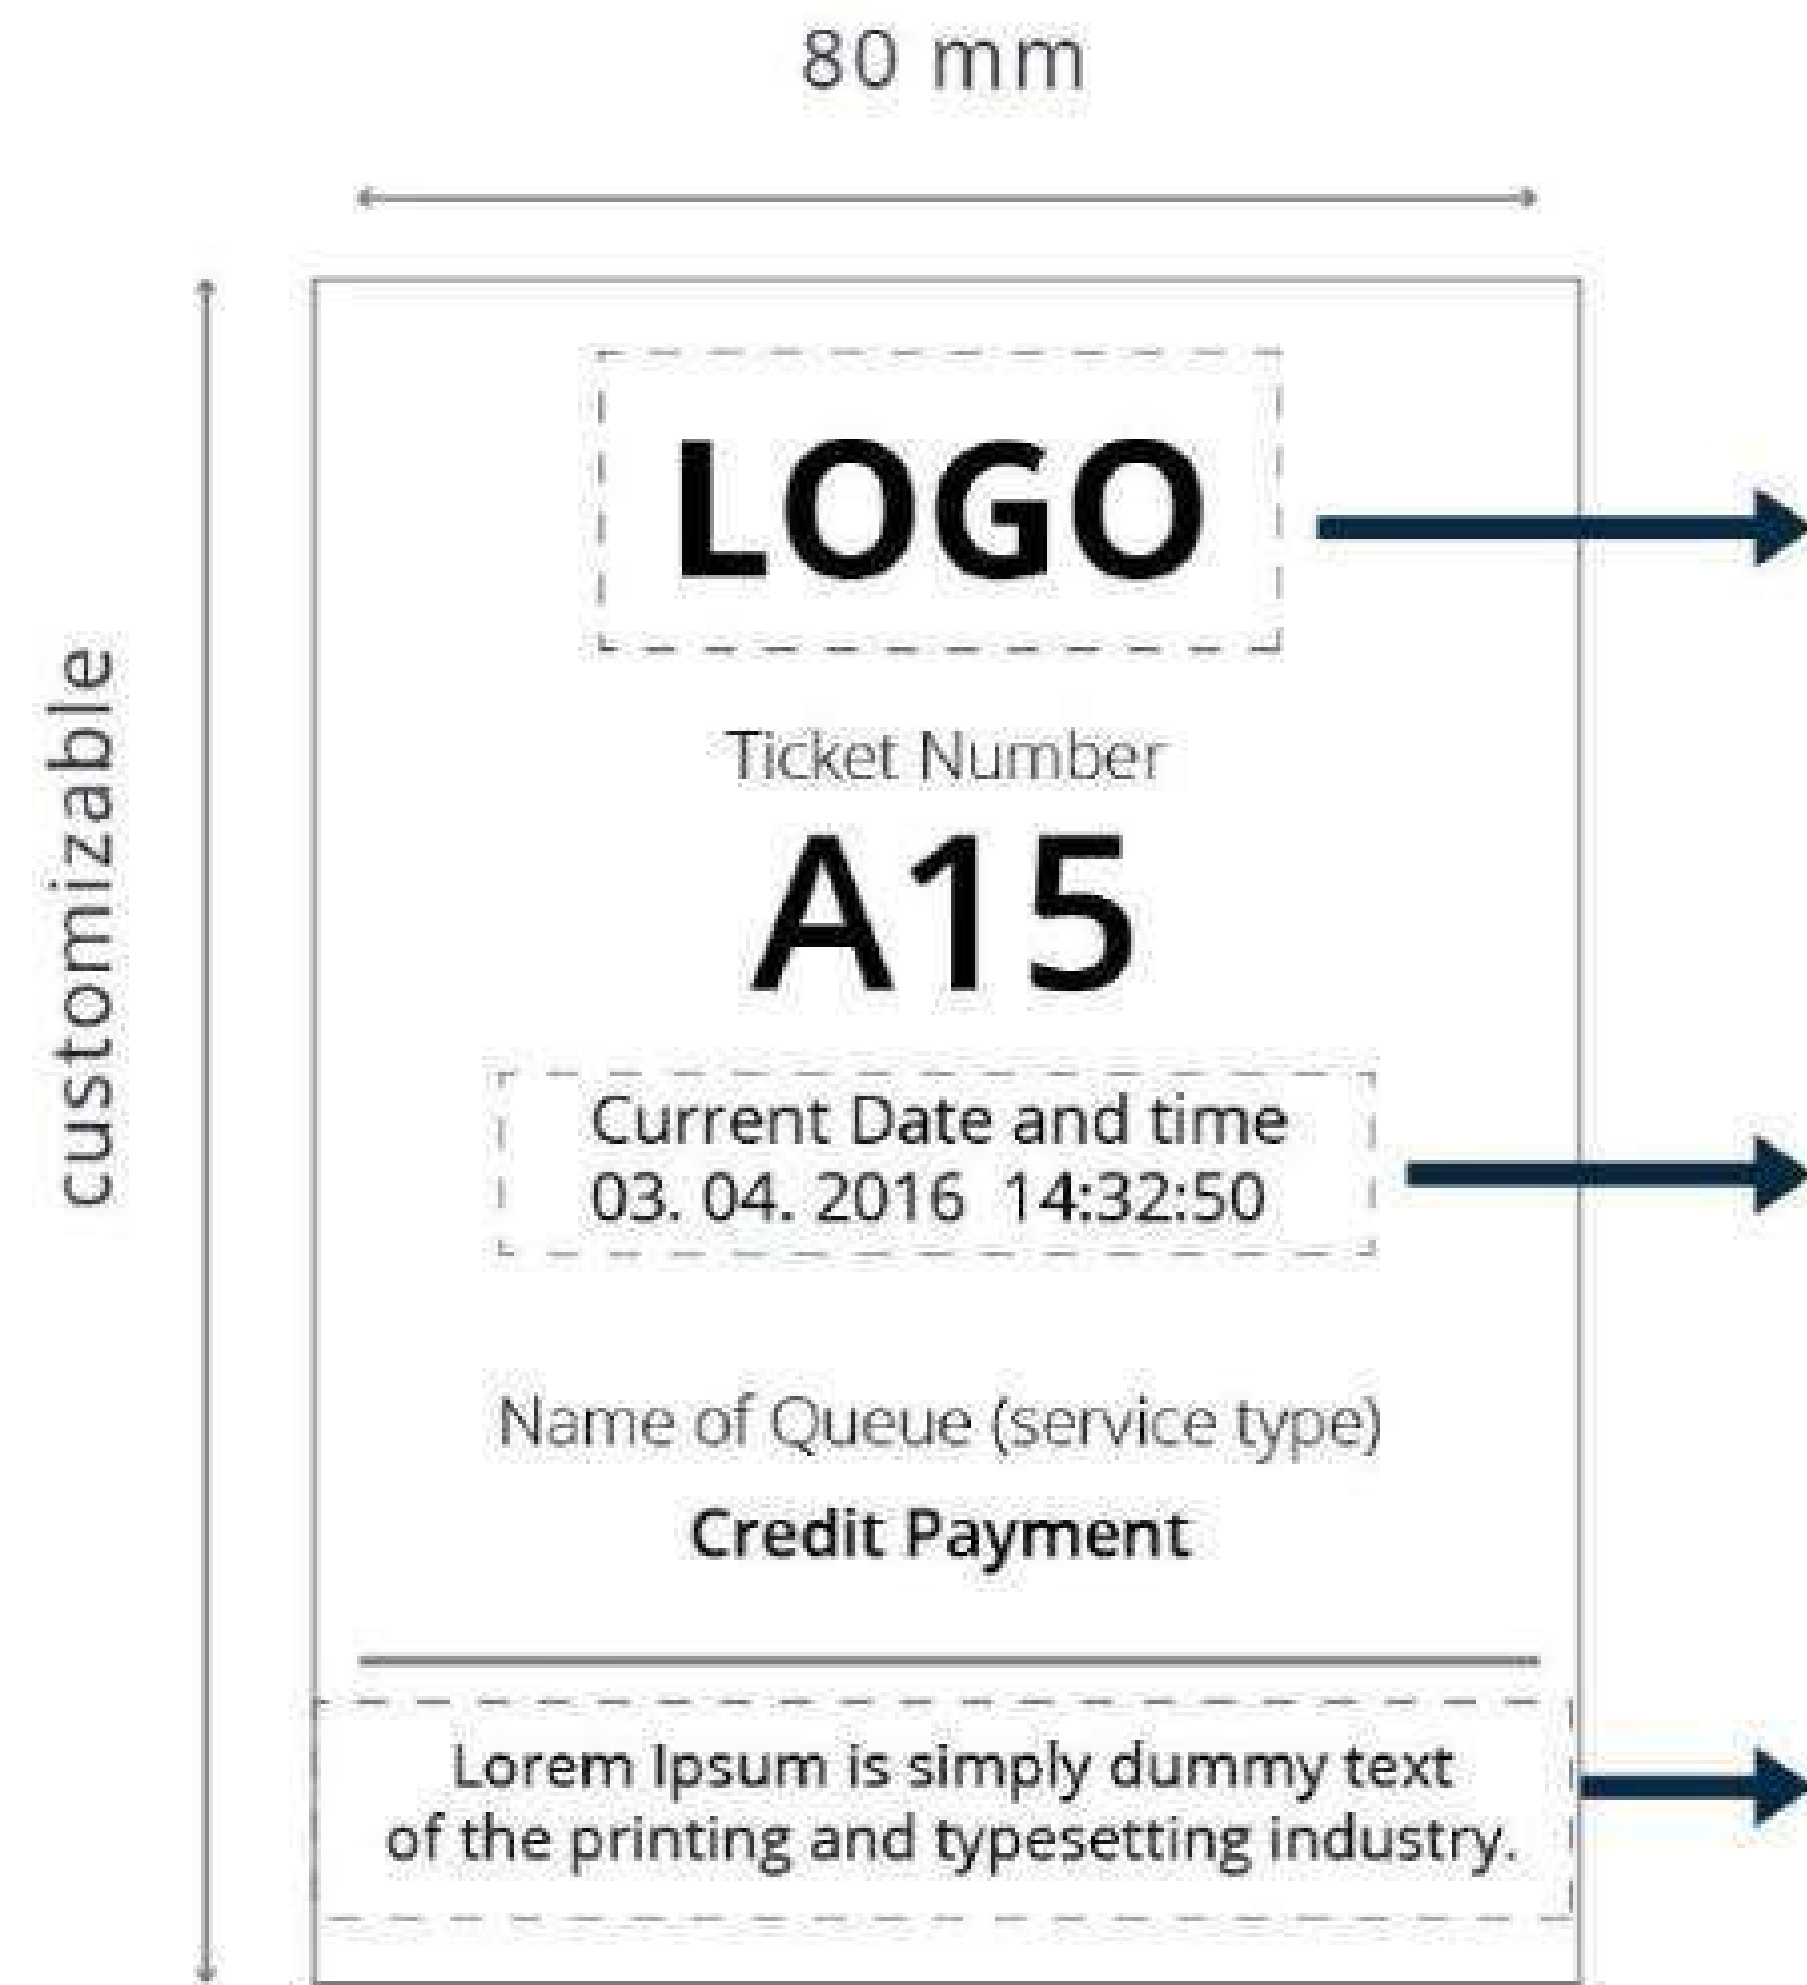 80 mm
customizable
LOGO
Ticket Number
A15
Current Date and time
03. 04. 2016 14:32:50
Name of Queue (service type)
Credit Payment
Lorem Ipsum is simply dummy text
of the printing and typesetting industry.